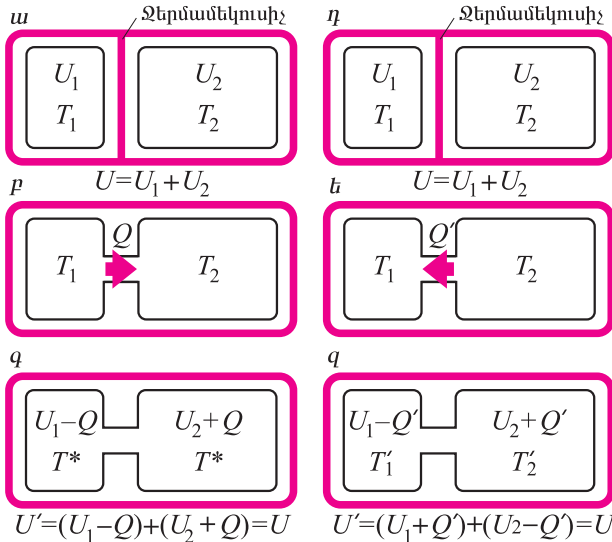 ա
Ջերմամեկուսիչ
U₁
T₁
U₂
T₂
U=U₁+U₂
դ
Ջերմամեկուսիչ
U₁
T₁
U₂
T₂
U=U₁+U₂
բ
Q
T₁
T₂
ե
Q′
T₁
T₂
գ
U₁–Q
T*
U₂+Q
T*
U′=(U₁–Q)+(U₂+Q)=U
զ
U₁–Q′
T′₁
U₂+Q′
T′₂
U′=(U₁+Q′)+(U2–Q′)=U